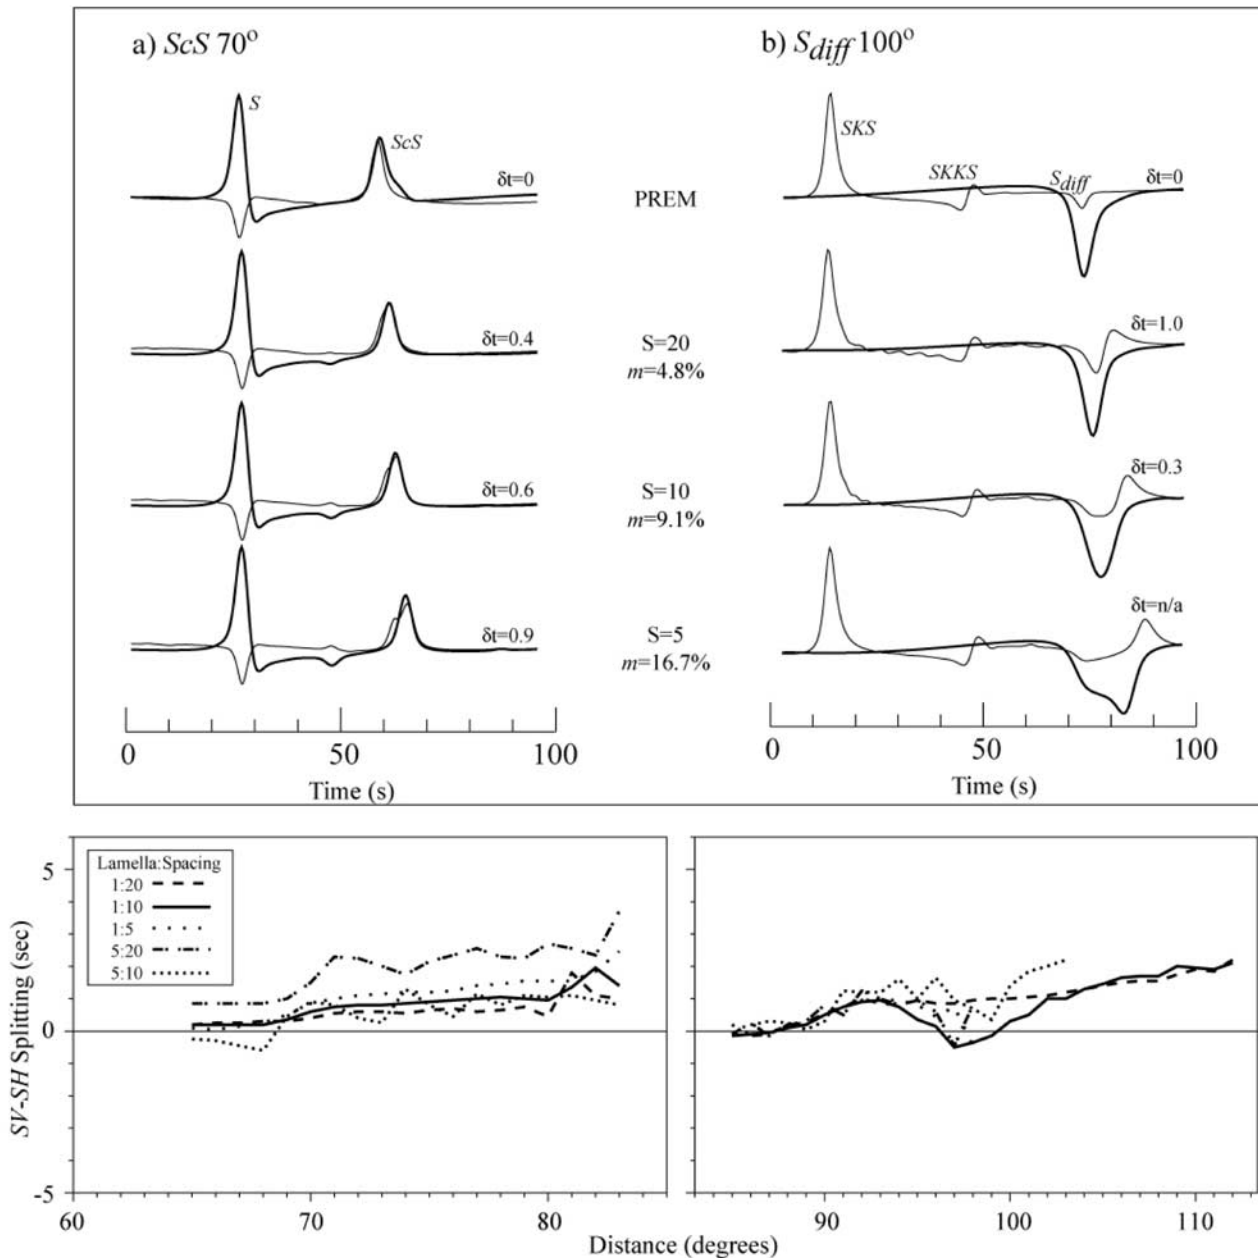 a) ScS 70º
b) Sdiff 100º
S
ScS
δt=0
PREM
SKS
SKKS
Sdiff
δt=0
δt=0.4
S=20
m=4.8%
δt=1.0
δt=0.6
S=10
m=9.1%
δt=0.3
δt=0.9
S=5
m=16.7%
δt=n/a
0 50 100
Time (s)
0 50 100
Time (s)
Lamella:Spacing
1:20
1:10
1:5
5:20
5:10
SV-SH Splitting (sec)
5
0
-5
60 70 80
90 100 110
Distance (degrees)